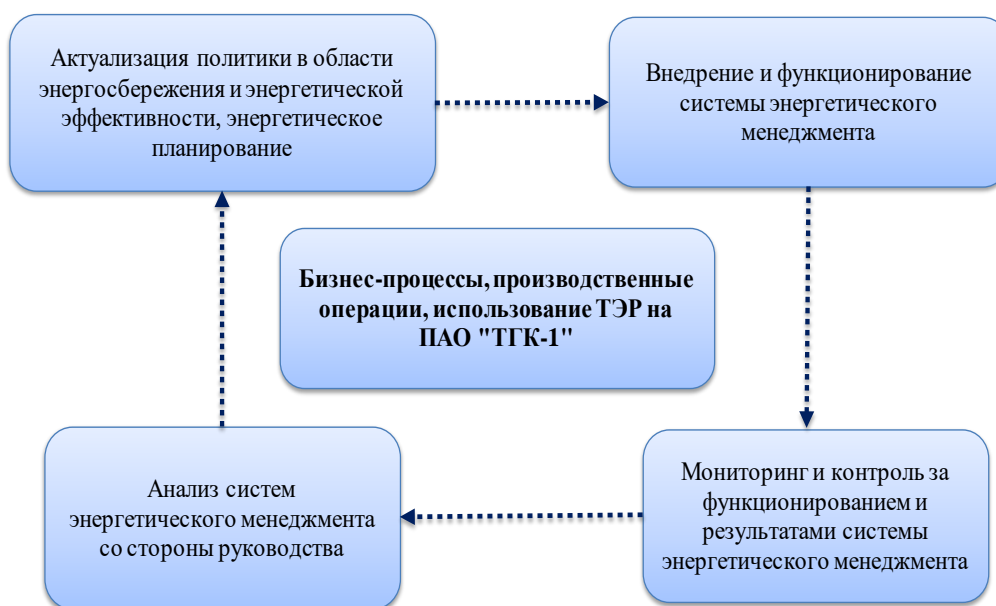 Актуализация политики в области
энергосбережения и энергетической
эффективности, энергетическое
планирование
Внедрение и функционирование
системы энергетического
менеджмента
Бизнес-процессы, производственные
операции, использование ТЭР на
ПАО "ТГК-1"
Анализ систем
энергетического менеджмента
со стороны руководства
Мониторинг и контроль за
функционированием и
результатами системы
энергетического менеджмента